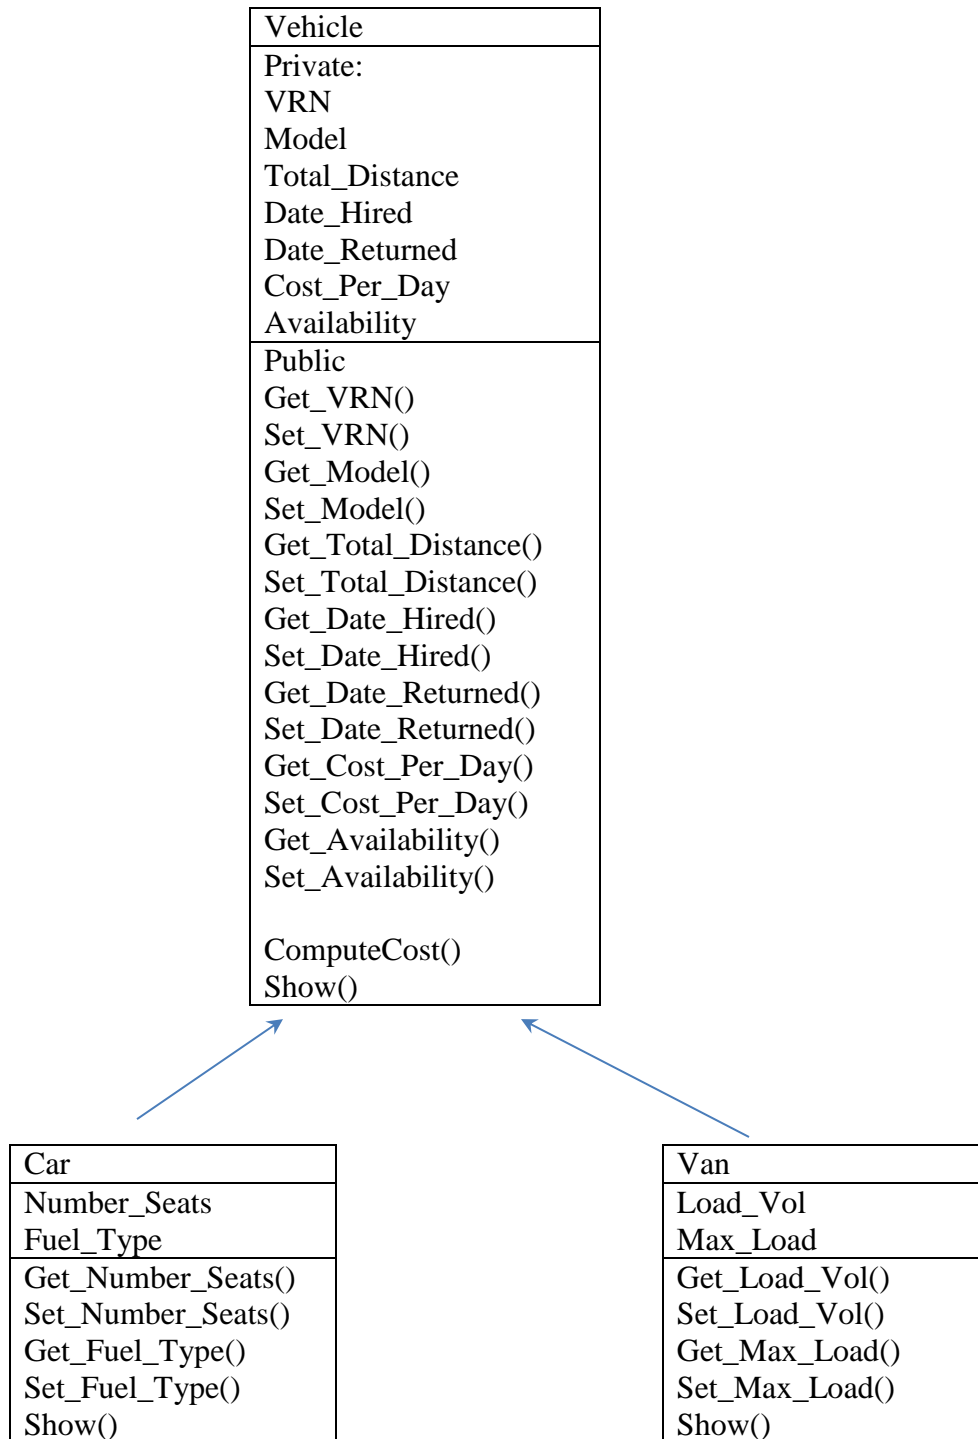 Vehicle
Private:
VRN
Model
Total_Distance
Date_Hired
Date_Returned
Cost_Per_Day
Availability
Public
Get_VRN()
Set_VRN()
Get_Model()
Set_Model()
Get_Total_Distance()
Set_Total_Distance()
Get_Date_Hired()
Set_Date_Hired()
Get_Date_Returned()
Set_Date_Returned()
Get_Cost_Per_Day()
Set_Cost_Per_Day()
Get_Availability()
Set_Availability()
ComputeCost()
Show()
Car
Number_Seats
Fuel_Type
Get_Number_Seats()
Set_Number_Seats()
Get_Fuel_Type()
Set_Fuel_Type()
Show()
Van
Load_Vol
Max_Load
Get_Load_Vol()
Set_Load_Vol()
Get_Max_Load()
Set_Max_Load()
Show()